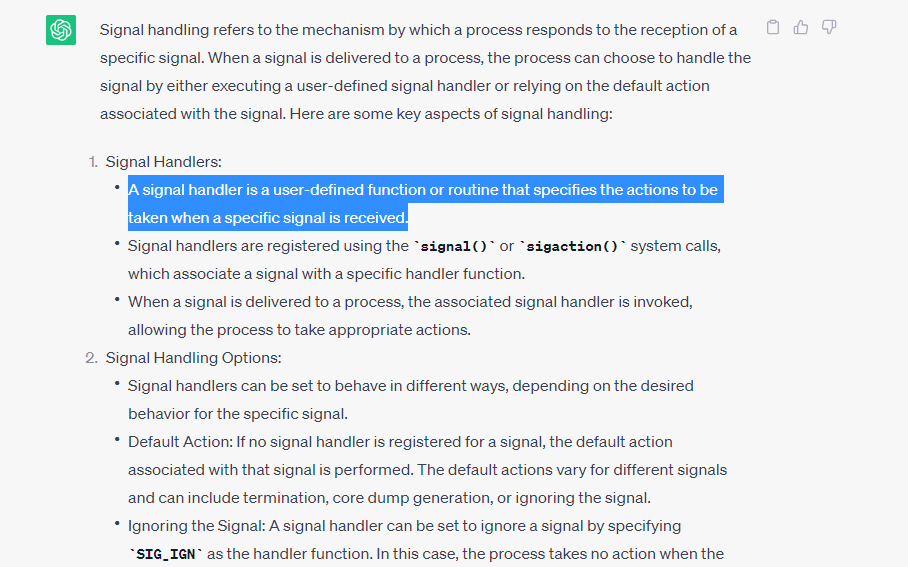 Signal handling refers to the mechanism by which a process responds to the reception of a
specific signal. When a signal is delivered to a process, the process can choose to handle the
signal by either executing a user-defined signal handler or relying on the default action
associated with the signal. Here are some key aspects of signal handling:
1. Signal Handlers:
• A signal handler is a user-defined function or routine that specifies the actions to be
taken when a specific signal is received.
• Signal handlers are registered using the `signal()` or `sigaction()` system calls,
which associate a signal with a specific handler function.
• When a signal is delivered to a process, the associated signal handler is invoked,
allowing the process to take appropriate actions.
2. Signal Handling Options:
• Signal handlers can be set to behave in different ways, depending on the desired
behavior for the specific signal.
• Default Action: If no signal handler is registered for a signal, the default action
associated with that signal is performed. The default actions vary for different signals
and can include termination, core dump generation, or ignoring the signal.
• Ignoring the Signal: A signal handler can be set to ignore a signal by specifying
`SIG_IGN` as the handler function. In this case, the process takes no action when the